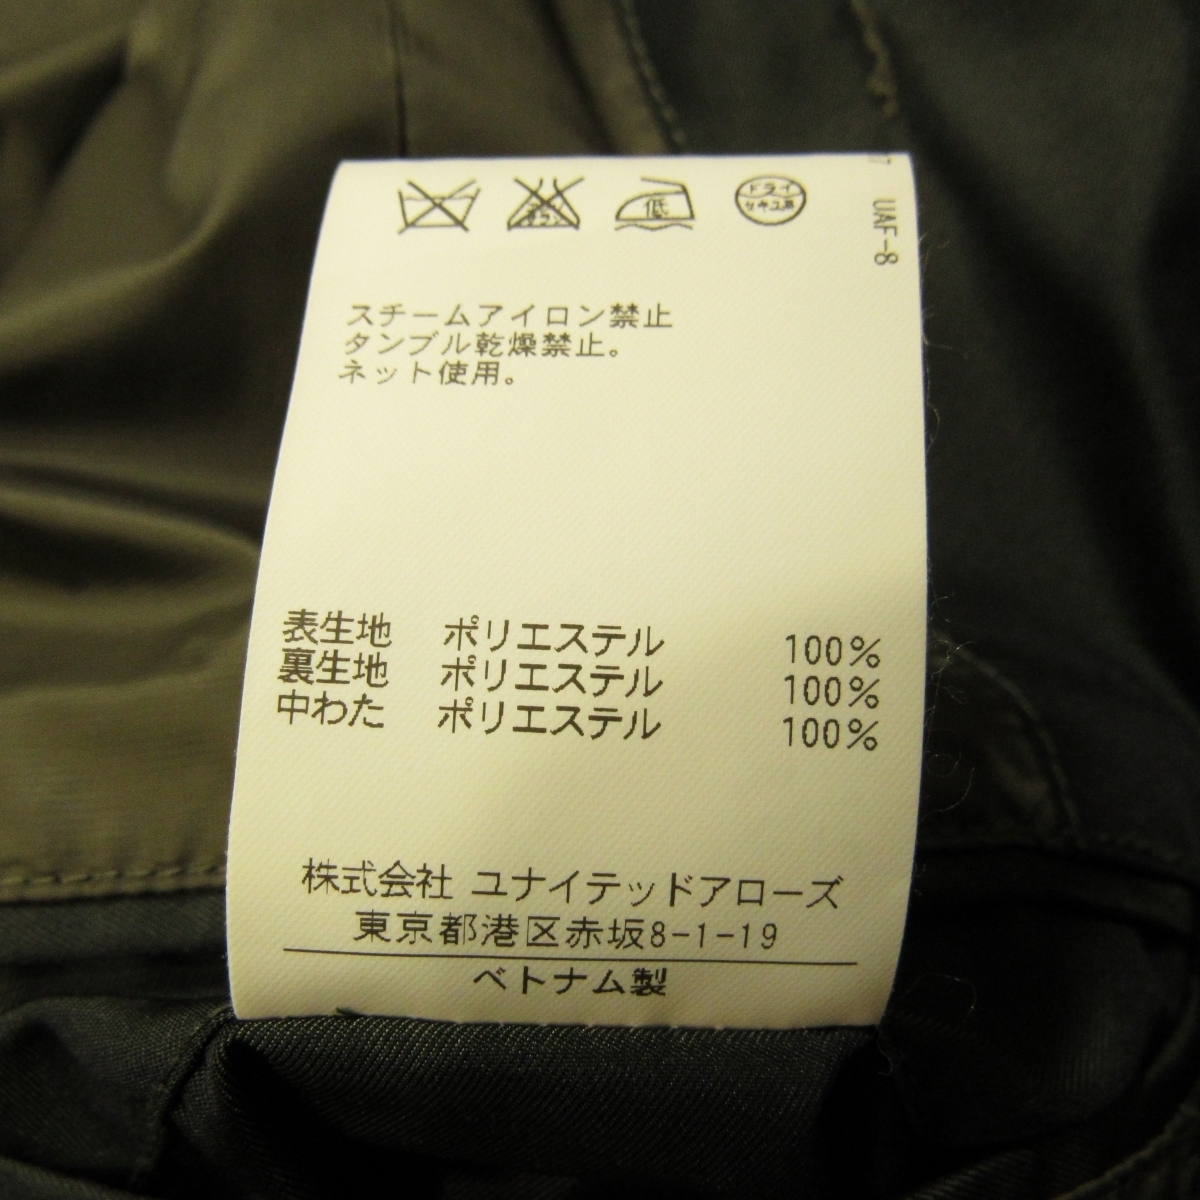 低
ドライ
セキユ系
UAF-8
スチームアイロン禁止
タンブル乾燥禁止。
ネット使用。
表生地 ポリエステル 100%
裏生地 ポリエステル 100%
中わた ポリエステル 100%
株式会社 ユナイテッドアローズ
東京都港区赤坂8-1-19
ベトナム製